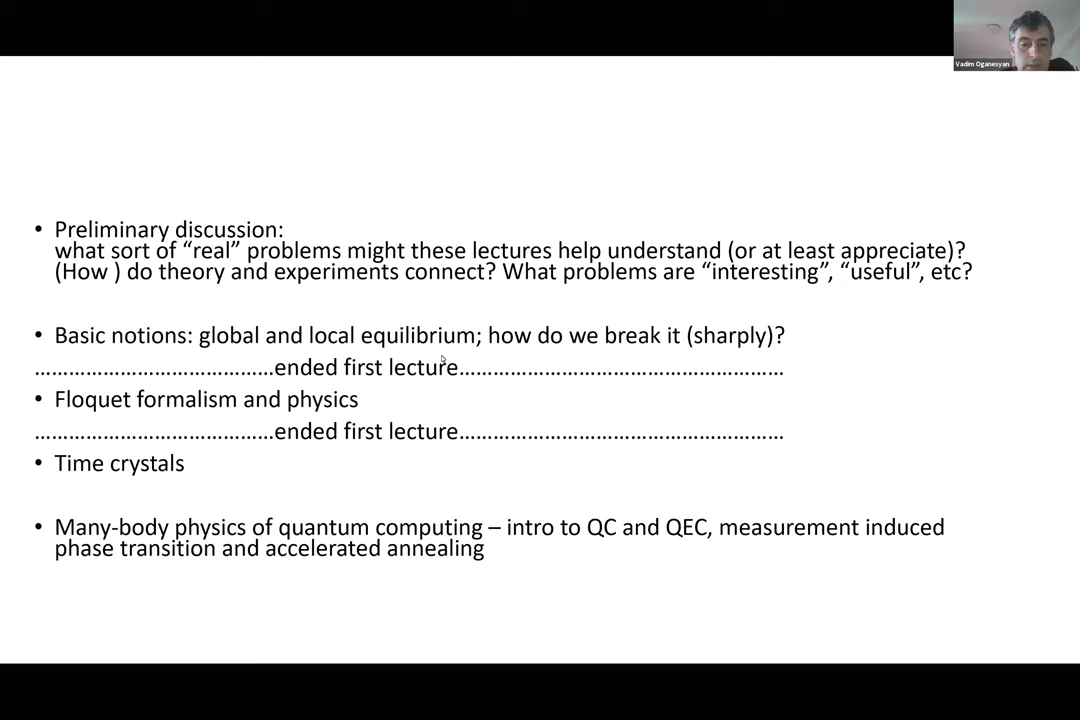 Vadim Oganesyan
• Preliminary discussion:
what sort of “real” problems might these lectures help understand (or at least appreciate)?
(How ) do theory and experiments connect? What problems are “interesting”, “useful”, etc?
• Basic notions: global and local equilibrium; how do we break it (sharply)?
……………………………………ended first lecture…………………………………………………
• Floquet formalism and physics
……………………………………ended first lecture…………………………………………………
• Time crystals
• Many-body physics of quantum computing – intro to QC and QEC, measurement induced
phase transition and accelerated annealing